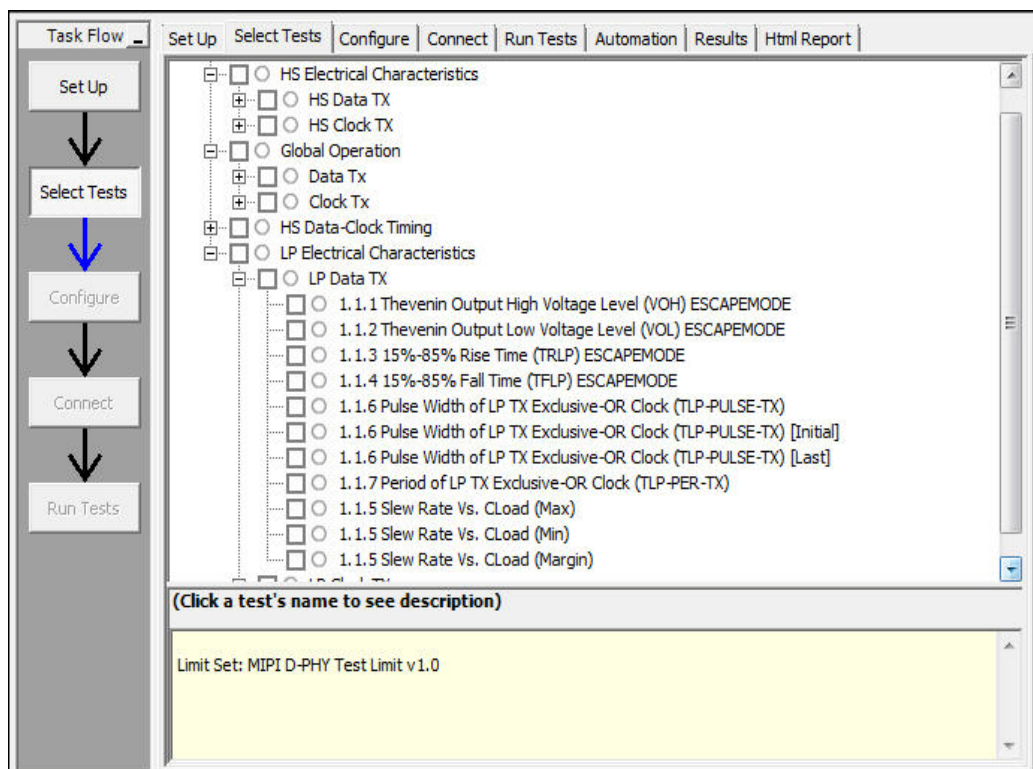 Task Flow
Set Up
Select Tests
Configure
Connect
Run Tests
Set Up Select Tests Configure Connect Run Tests Automation Results Html Report
HS Electrical Characteristics
HS Data TX
HS Clock TX
Global Operation
Data Tx
Clock Tx
HS Data-Clock Timing
LP Electrical Characteristics
LP Data TX
1.1.1 Thevenin Output High Voltage Level (VOH) ESCAPEMODE
1.1.2 Thevenin Output Low Voltage Level (VOL) ESCAPEMODE
1.1.3 15%-85% Rise Time (TRLP) ESCAPEMODE
1.1.4 15%-85% Fall Time (TFLP) ESCAPEMODE
1.1.6 Pulse Width of LP TX Exclusive-OR Clock (TLP-PULSE-TX)
1.1.6 Pulse Width of LP TX Exclusive-OR Clock (TLP-PULSE-TX) [Initial]
1.1.6 Pulse Width of LP TX Exclusive-OR Clock (TLP-PULSE-TX) [Last]
1.1.7 Period of LP TX Exclusive-OR Clock (TLP-PER-TX)
1.1.5 Slew Rate Vs. CLoad (Max)
1.1.5 Slew Rate Vs. CLoad (Min)
1.1.5 Slew Rate Vs. CLoad (Margin)
(Click a test's name to see description)
Limit Set: MIPI D-PHY Test Limit v1.0